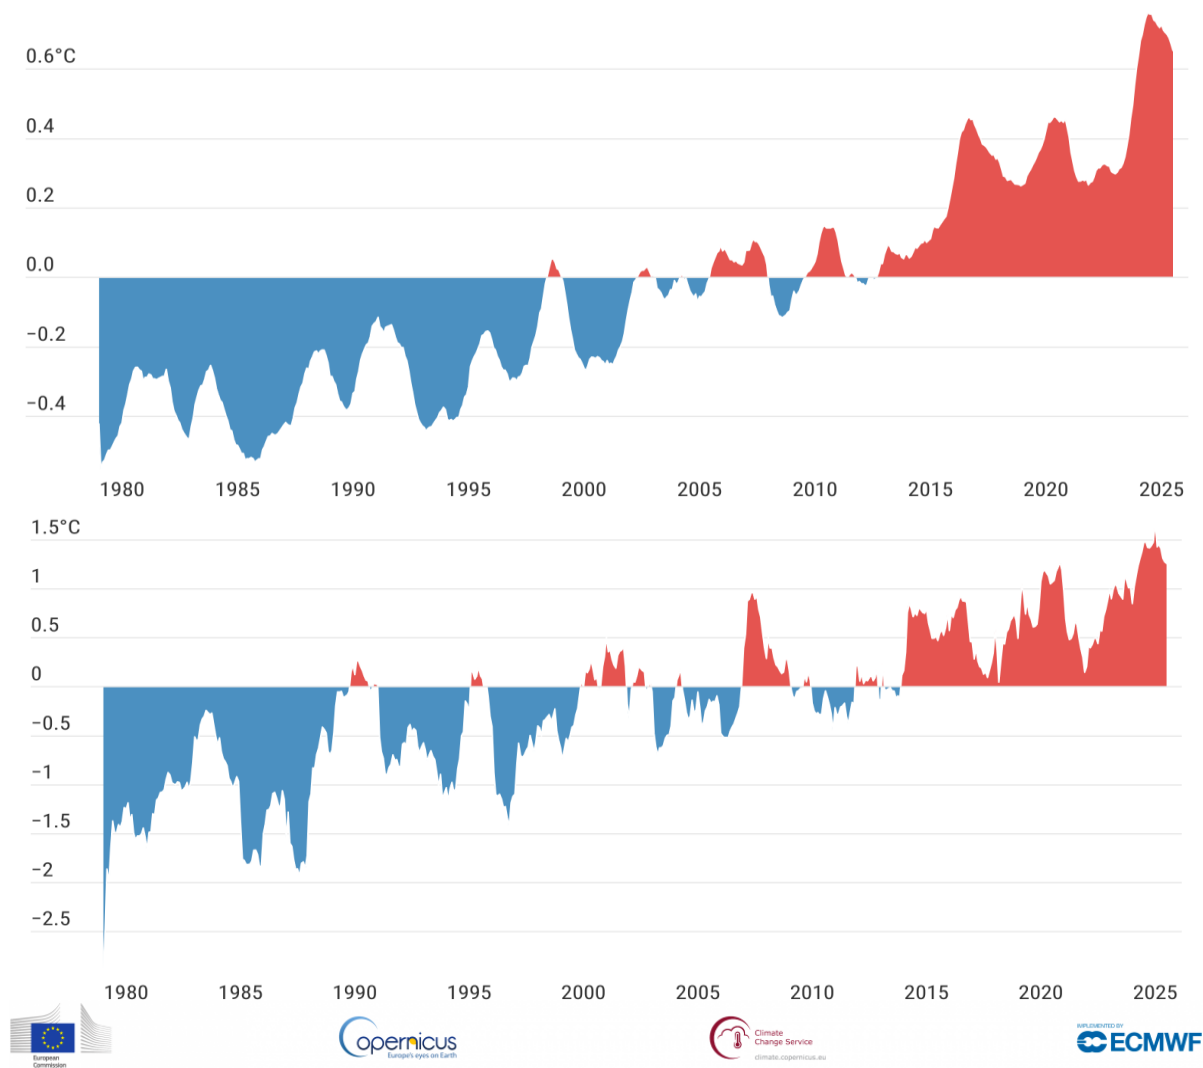 0.6°C
0.4
0.2
0.0
−0.2
−0.4
1980 1985 1990 1995 2000 2005 2010 2015 2020 2025
1.5°C
1
0.5
0
−0.5
−1
−1.5
−2
−2.5
1980 1985 1990 1995 2000 2005 2010 2015 2020 2025
European
Commission
opernicus
Europe's eyes on Earth
Climate
Change Service
climate.copernicus.eu
IMPLEMENTED BY
ECMWF